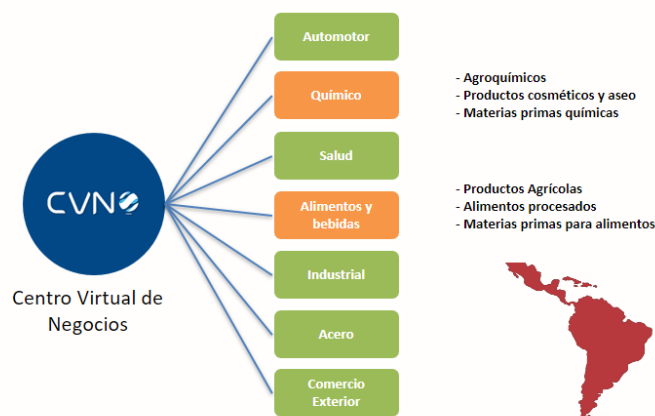 Automotor
Químico
Salud
Alimentos y
bebidas
Industrial
Acero
Comercio
Exterior
CVN
Centro Virtual de
Negocios
- Agroquímicos
- Productos cosméticos y aseo
- Materias primas químicas
- Productos Agrícolas
- Alimentos procesados
- Materias primas para alimentos